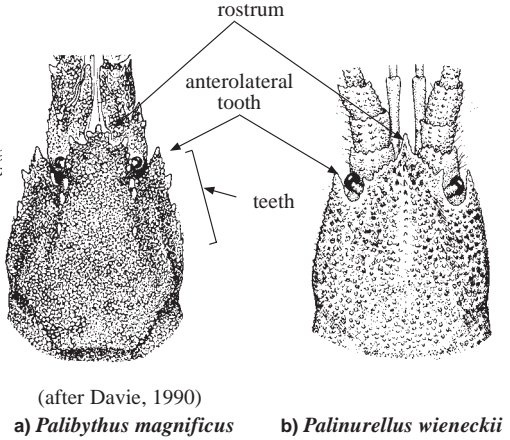 rostrum
anterolateral
tooth
teeth
(after Davie, 1990)
a) Palibythus magnificus
b) Palinurellus wieneckii